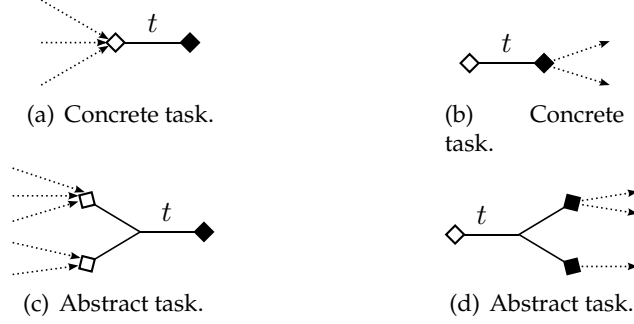 t
t
(a) Concrete task.
(b) Concrete
task.
t
t
(c) Abstract task.
(d) Abstract task.